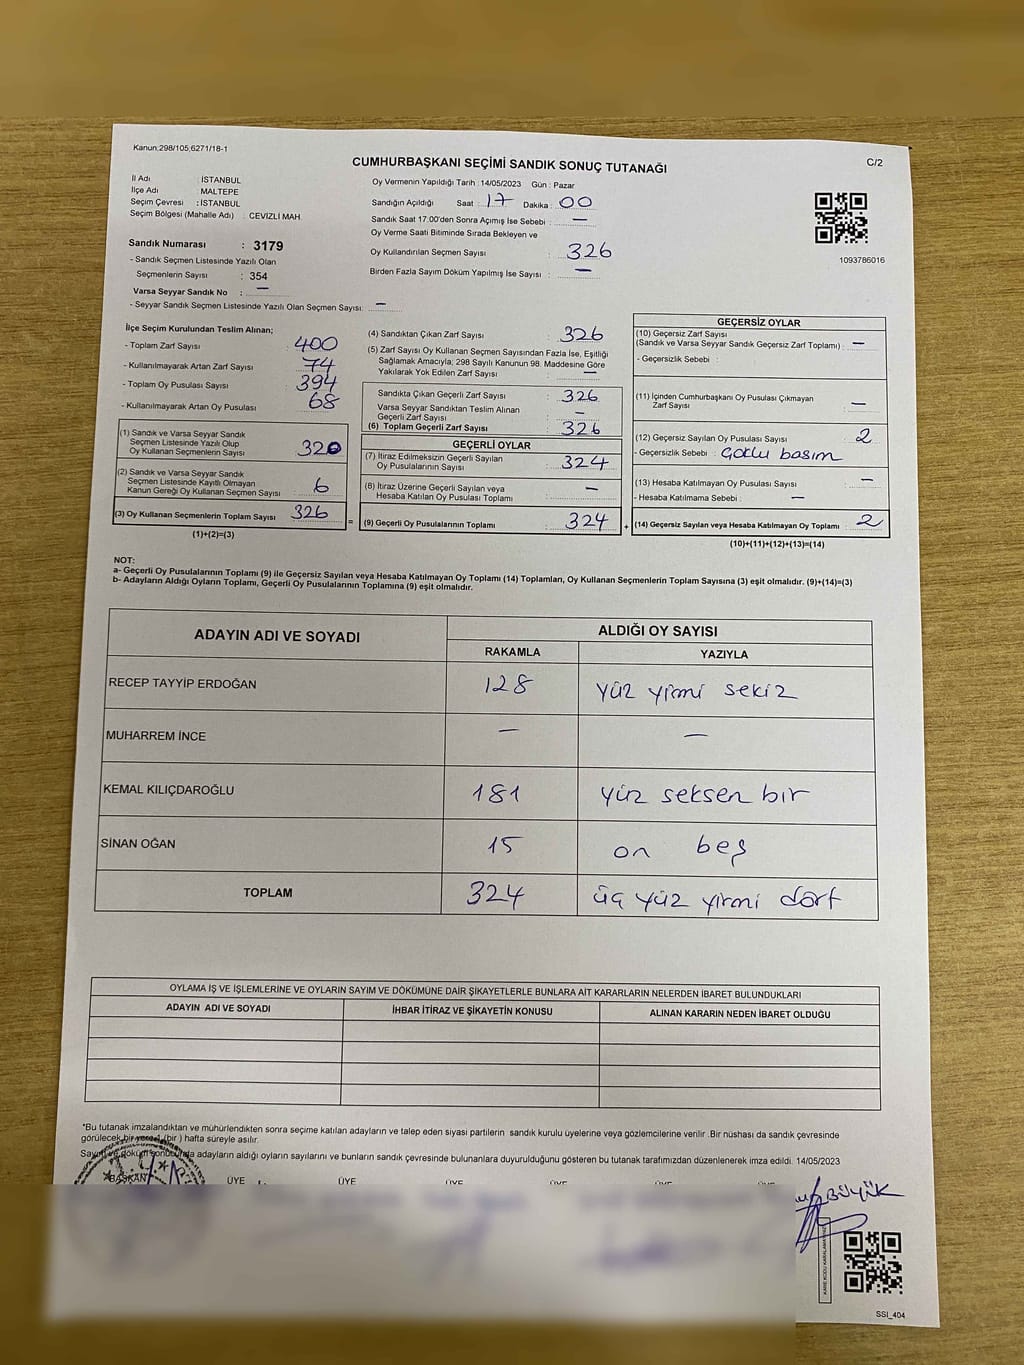 Kanun:298/105,6271/18-1
CUMHURBAŞKANI SEÇİMİ SANDIK SONUÇ TUTANAĞI
C/2
İl Adı : İSTANBUL
İlçe Adı : MALTEPE
Seçim Çevresi : İSTANBUL
Seçim Bölgesi (Mahalle Adı) : CEVİZLİ MAH.
Sandık Numarası : 3179
- Sandık Seçmen Listesinde Yazılı Olan
Seçmenlerin Sayısı : 354
Varsa Seyyar Sandık No : —
- Seyyar Sandık Seçmen Listesinde Yazılı Olan Seçmen Sayısı: —
Oy Vermenin Yapıldığı Tarih :14/05/2023 Gün : Pazar
Sandığın Açıldığı Saat : 17 Dakika : 00
Sandık Saat 17.00'den Sonra Açımış İse Sebebi : —
Oy Verme Saati Bitiminde Sırada Bekleyen ve
Oy Kullandırılan Seçmen Sayısı : 326
Birden Fazla Sayım Döküm Yapılmış İse Sayısı : —
1093786016
İlçe Seçim Kurulundan Teslim Alınan;
- Toplam Zarf Sayısı : 400
- Kullanılmayarak Artan Zarf Sayısı : 74
- Toplam Oy Pusulası Sayısı : 394
- Kullanılmayarak Artan Oy Pusulası : 68
(1) Sandık ve Varsa Seyyar Sandık
Seçmen Listesinde Yazılı Olup
Oy Kullanan Seçmenlerin Sayısı : 320
(2) Sandık ve Varsa Seyyar Sandık
Seçmen Listesinde Kayıtlı Olmayan
Kanun Gereği Oy Kullanan Seçmen Sayısı : 6
(3) Oy Kullanan Seçmenlerin Toplam Sayısı : 326
(1)+(2)=(3)
(4) Sandıktan Çıkan Zarf Sayısı : 326
(5) Zarf Sayısı Oy Kullanan Seçmen Sayısından Fazla İse, Eşitliği
Sağlamak Amacıyla; 298 Sayılı Kanunun 98. Maddesine Göre
Yakılarak Yok Edilen Zarf Sayısı : —
Sandıkta Çıkan Geçerli Zarf Sayısı : 326
Varsa Seyyar Sandıktan Teslim Alınan
Geçerli Zarf Sayısı : —
(6) Toplam Geçerli Zarf Sayısı : 326
GEÇERLİ OYLAR
(7) İtiraz Edilmeksizin Geçerli Sayılan
Oy Pusulalarının Sayısı : 324
(8) İtiraz Üzerine Geçerli Sayılan veya
Hesaba Katılan Oy Pusulası Toplamı : —
= (9) Geçerli Oy Pusulalarının Toplamı : 324 +
GEÇERSİZ OYLAR
(10) Geçersiz Zarf Sayısı
(Sandık ve Varsa Seyyar Sandık Geçersiz Zarf Toplamı) : —
- Geçersizlik Sebebi :
(11) İçinden Cumhurbaşkanı Oy Pusulası Çıkmayan
Zarf Sayısı : —
(12) Geçersiz Sayılan Oy Pusulası Sayısı : 2
- Geçersizlik Sebebi : Çoklu basım
(13) Hesaba Katılmayan Oy Pusulası Sayısı : —
- Hesaba Katılmama Sebebi : —
(14) Geçersiz Sayılan veya Hesaba Katılmayan Oy Toplamı : 2
(10)+(11)+(12)+(13)=(14)
NOT:
a- Geçerli Oy Pusulalarının Toplamı (9) ile Geçersiz Sayılan veya Hesaba Katılmayan Oy Toplamı (14) Toplamları, Oy Kullanan Seçmenlerin Toplam Sayısına (3) eşit olmalıdır. (9)+(14)=(3)
b- Adayların Aldığı Oyların Toplamı, Geçerli Oy Pusulalarının Toplamına (9) eşit olmalıdır.
ADAYIN ADI VE SOYADI ALDIĞI OY SAYISI
RAKAMLA YAZIYLA
RECEP TAYYİP ERDOĞAN 128 yüz yirmi sekiz
MUHARREM İNCE — —
KEMAL KILIÇDAROĞLU 181 yüz seksen bir
SİNAN OĞAN 15 on beş
TOPLAM 324 üç yüz yirmi dört
OYLAMA İŞ VE İŞLEMLERİNE VE OYLARIN SAYIM VE DÖKÜMÜNE DAİR ŞİKAYETLERLE BUNLARA AİT KARARLARIN NELERDEN İBARET BULUNDUKLARI
ADAYIN ADI VE SOYADI İHBAR İTİRAZ VE ŞİKAYETİN KONUSU ALINAN KARARIN NEDEN İBARET OLDUĞU
*Bu tutanak imzalandıktan ve mühürlendikten sonra seçime katılan adayların ve talep eden siyasi partilerin sandık kurulu üyelerine veya gözlemcilerine verilir .Bir nüshası da sandık çevresinde
görülecek bir yere 1 (bir ) hafta süreyle asılır.
Sayım ve döküm sonucunda adayların aldığı oyların sayılarını ve bunların sandık çevresinde bulunanlara duyurulduğunu gösteren bu tutanak tarafımızdan düzenlenerek imza edildi. 14/05/2023
BAŞKAN ÜYE ÜYE ÜYE ÜYE ÜYE ÜYE
BÜYÜK
SSI_404